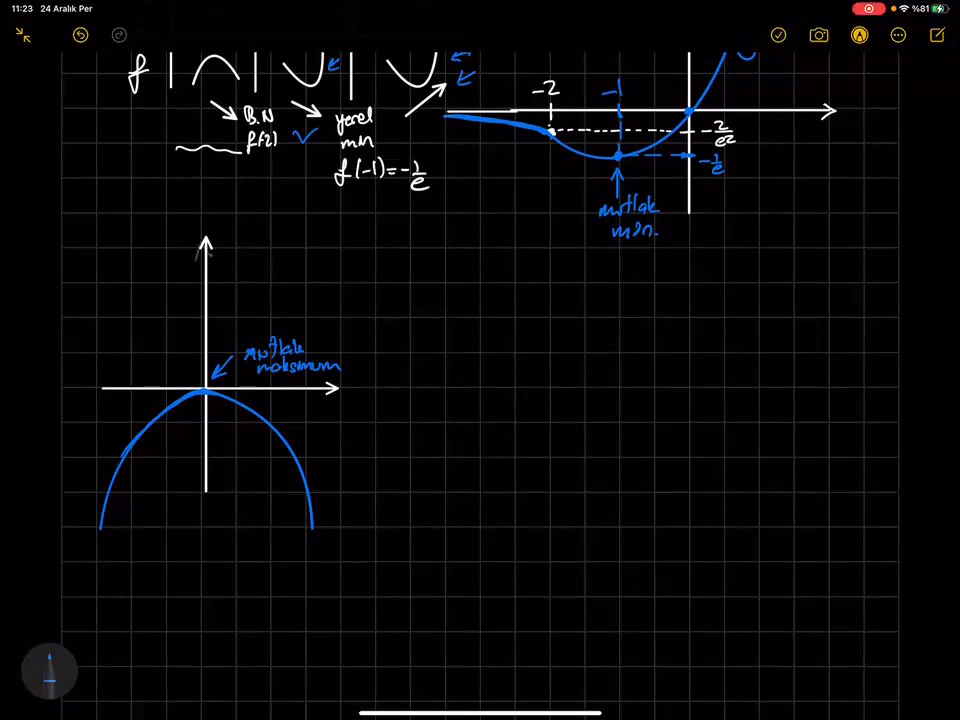 11:23 24 Aralık Per
%81
f
B.N
f(-2)
yerel
min
f(-1)=-1/e
-2
-1
-2/e²
-1/e
mutlak
min.
mutlak
maksimum